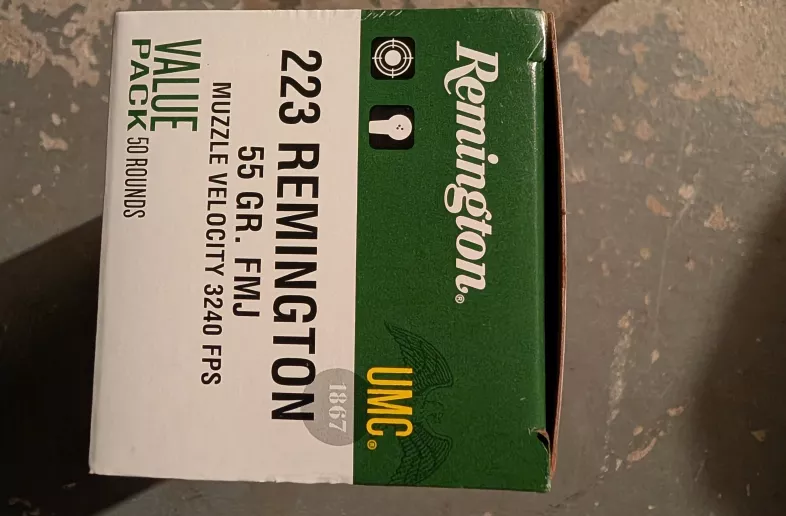 Remington®
UMC®
1867
223 REMINGTON
55 GR. FMJ
MUZZLE VELOCITY 3240 FPS
VALUE
PACK 50 ROUNDS